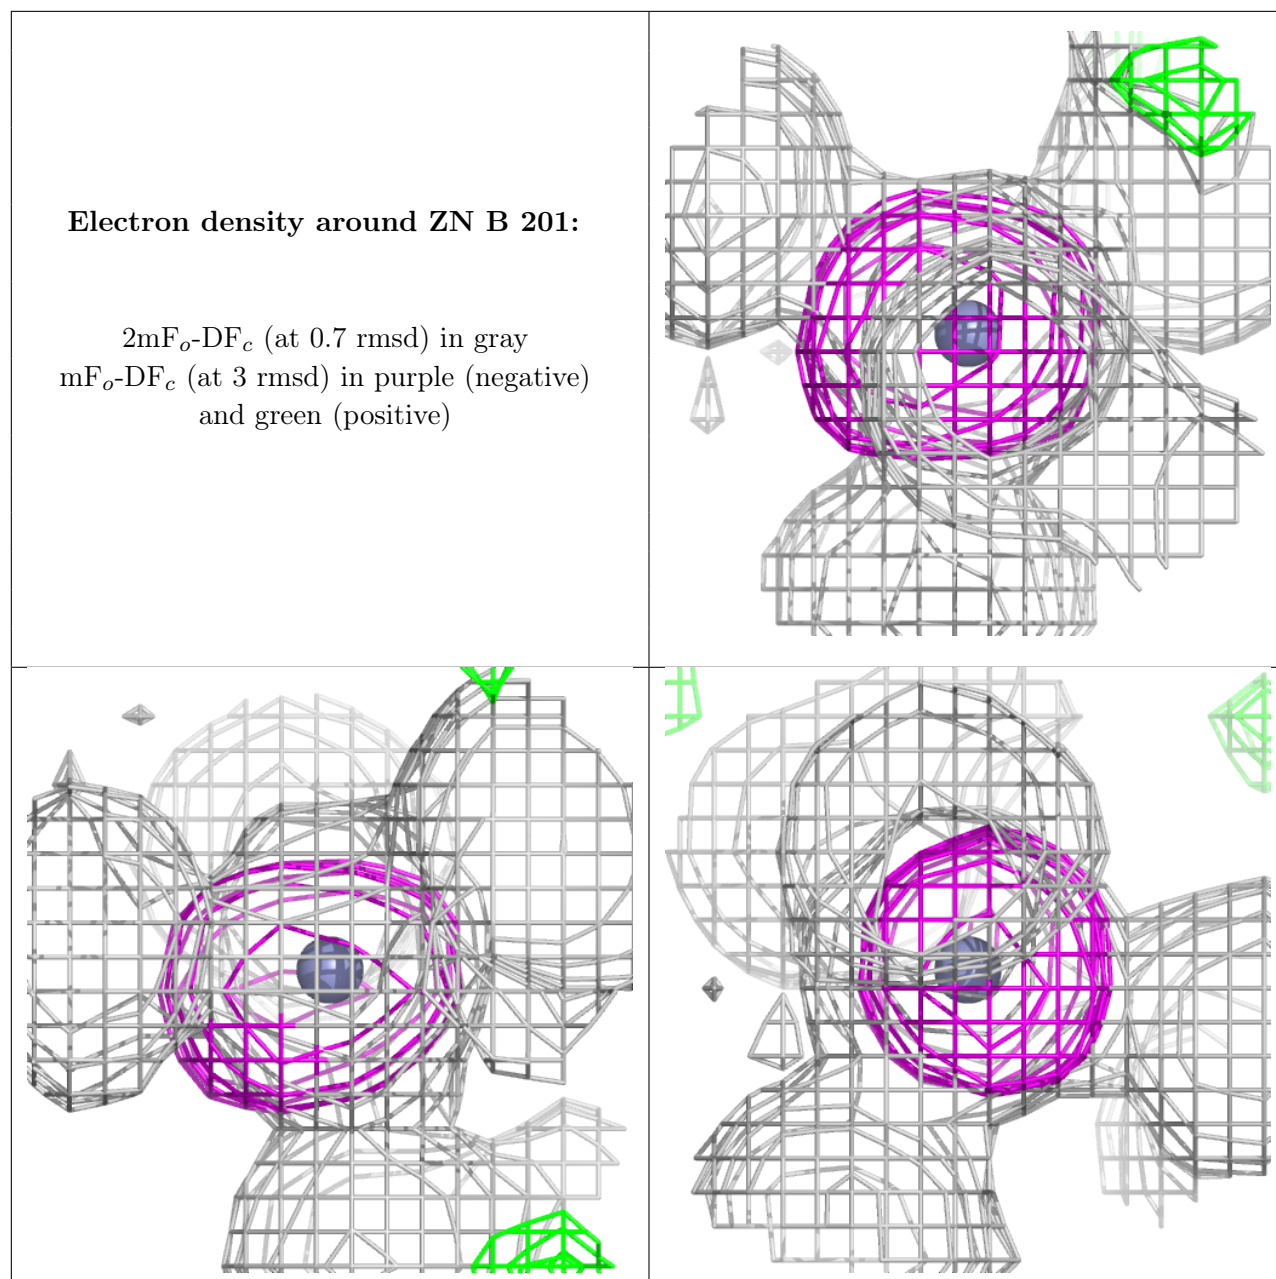 Electron density around ZN B 201:
2mFo-DFc (at 0.7 rmsd) in gray
mFo-DFc (at 3 rmsd) in purple (negative)
and green (positive)